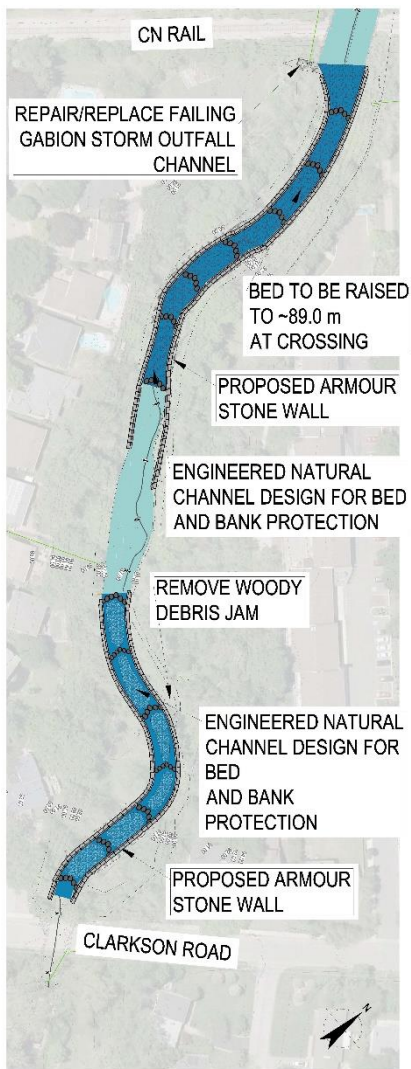 CN RAIL
REPAIR/REPLACE FAILING
GABION STORM OUTFALL
CHANNEL
BED TO BE RAISED
TO ~89.0 m
AT CROSSING
PROPOSED ARMOUR
STONE WALL
ENGINEERED NATURAL
CHANNEL DESIGN FOR BED
AND BANK PROTECTION
REMOVE WOODY
DEBRIS JAM
ENGINEERED NATURAL
CHANNEL DESIGN FOR
BED
AND BANK
PROTECTION
PROPOSED ARMOUR
STONE WALL
CLARKSON ROAD
N